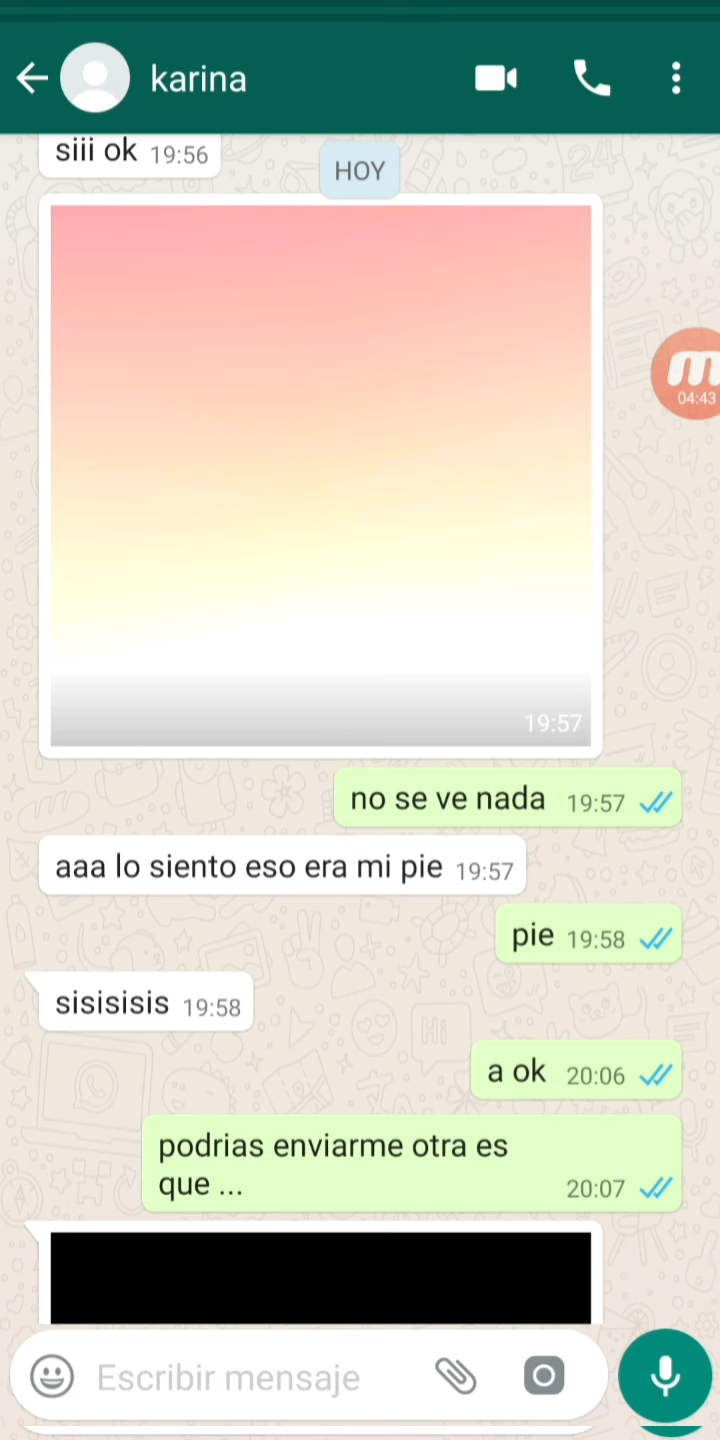 karina
siii ok 19:56
HOY
19:57
04:43
no se ve nada 19:57
aaa lo siento eso era mi pie 19:57
pie 19:58
sisisisis 19:58
a ok 20:06
podrias enviarme otra es
que ... 20:07
Escribir mensaje